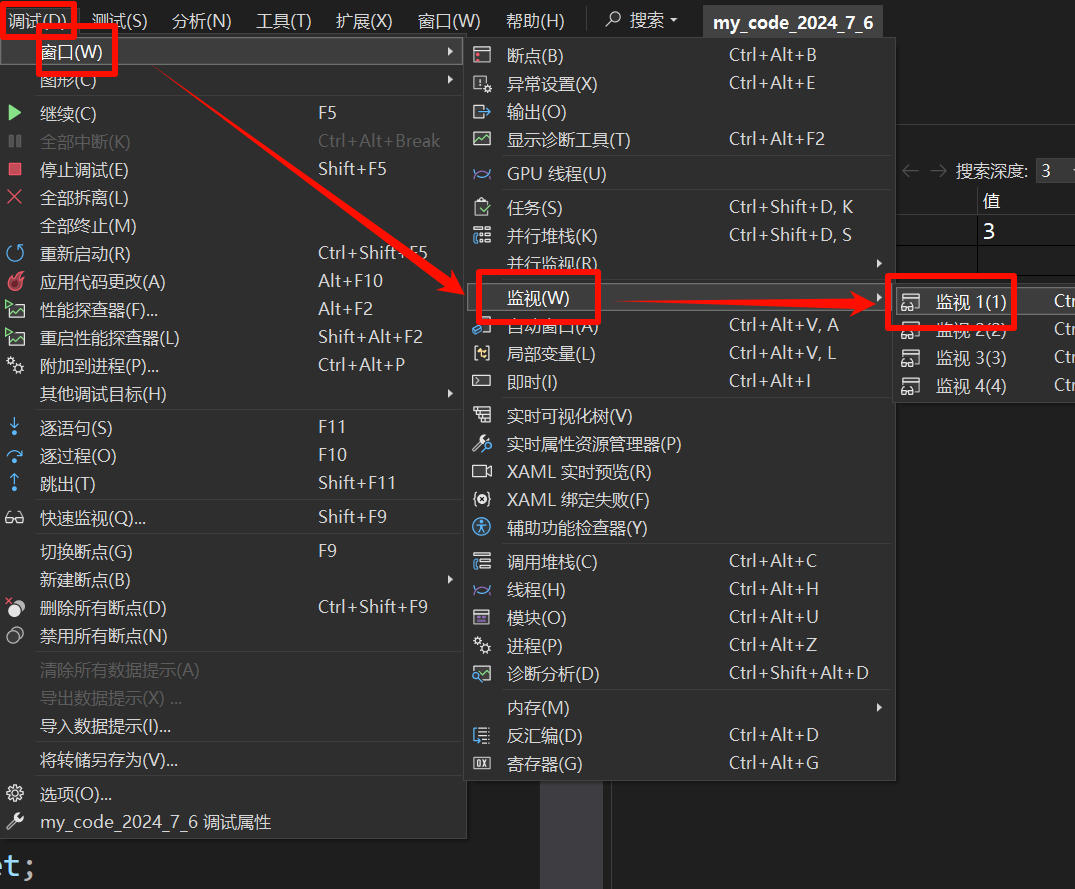 调试(D) 测试(S) 分析(N) 工具(T) 扩展(X) 窗口(W) 帮助(H) 搜索 my_code_2024_7_6
窗口(W)
图形(C)
继续(C) F5
全部中断(K) Ctrl+Alt+Break
停止调试(E) Shift+F5
全部拆离(L)
全部终止(M)
重新启动(R) Ctrl+Shift+F5
应用代码更改(A) Alt+F10
性能探查器(F)... Alt+F2
重启性能探查器(L) Shift+Alt+F2
附加到进程(P)... Ctrl+Alt+P
其他调试目标(H)
逐语句(S) F11
逐过程(O) F10
跳出(T) Shift+F11
快速监视(Q)... Shift+F9
切换断点(G) F9
新建断点(B)
删除所有断点(D) Ctrl+Shift+F9
禁用所有断点(N)
清除所有数据提示(A)
导出数据提示(X) ...
导入数据提示(I)...
将转储另存为(V)...
选项(O)...
my_code_2024_7_6 调试属性
断点(B) Ctrl+Alt+B
异常设置(X) Ctrl+Alt+E
输出(O)
显示诊断工具(T) Ctrl+Alt+F2
GPU 线程(U)
任务(S) Ctrl+Shift+D, K
并行堆栈(K) Ctrl+Shift+D, S
并行监视(R)
监视(W)
自动窗口(A) Ctrl+Alt+V, A
局部变量(L) Ctrl+Alt+V, L
即时(I) Ctrl+Alt+I
实时可视化树(V)
实时属性资源管理器(P)
XAML 实时预览(R)
XAML 绑定失败(F)
辅助功能检查器(Y)
调用堆栈(C) Ctrl+Alt+C
线程(H) Ctrl+Alt+H
模块(O) Ctrl+Alt+U
进程(P) Ctrl+Alt+Z
诊断分析(D) Ctrl+Shift+Alt+D
内存(M)
反汇编(D) Ctrl+Alt+D
寄存器(G) Ctrl+Alt+G
搜索深度: 3
值
3
监视 1(1) Ct
监视 2(2) Ct
监视 3(3) Ct
监视 4(4) Ct
et;